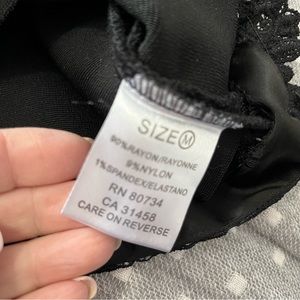 SIZE Ⓜ
90%RAYON/RAYONNE
9%NYLON
1%SPANDEX/ELASTANO
RN 80734
CA 31458
CARE ON REVERSE